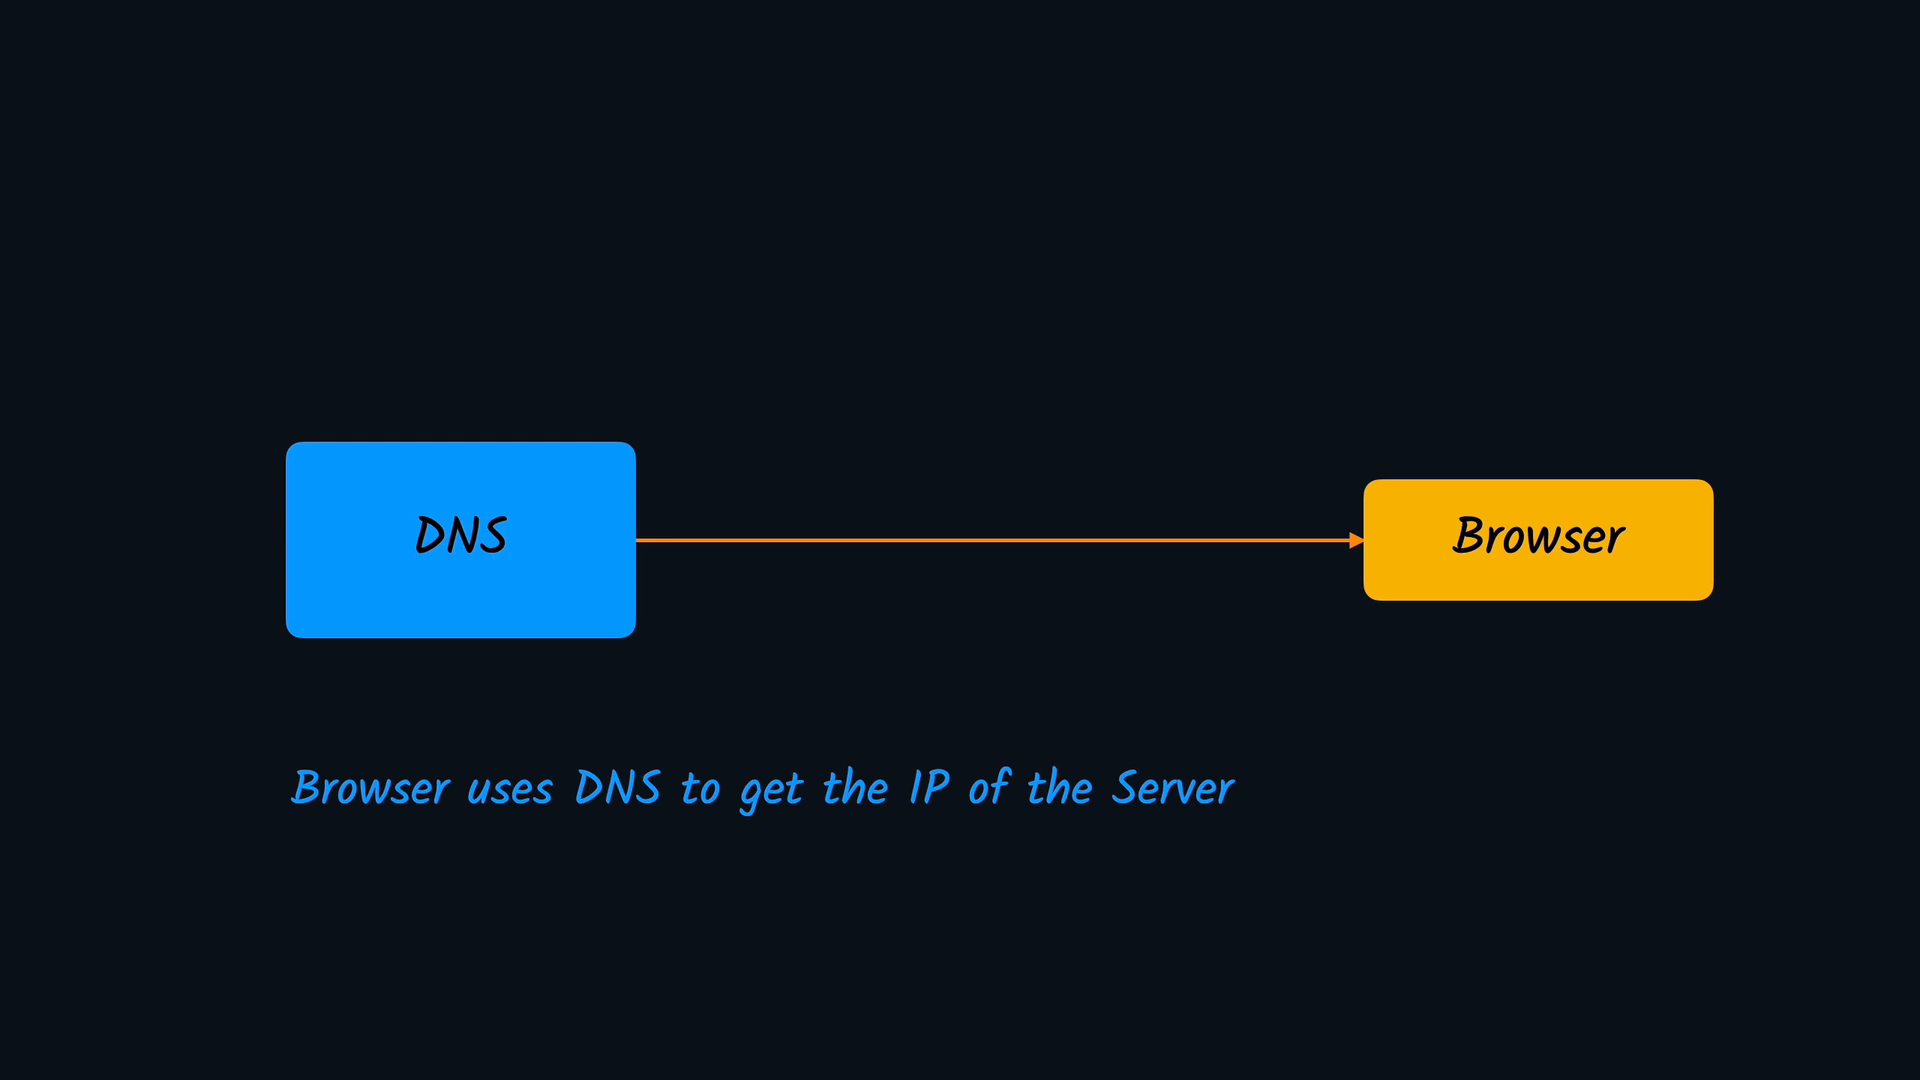 DNS
Browser
Browser uses DNS to get the IP of the Server